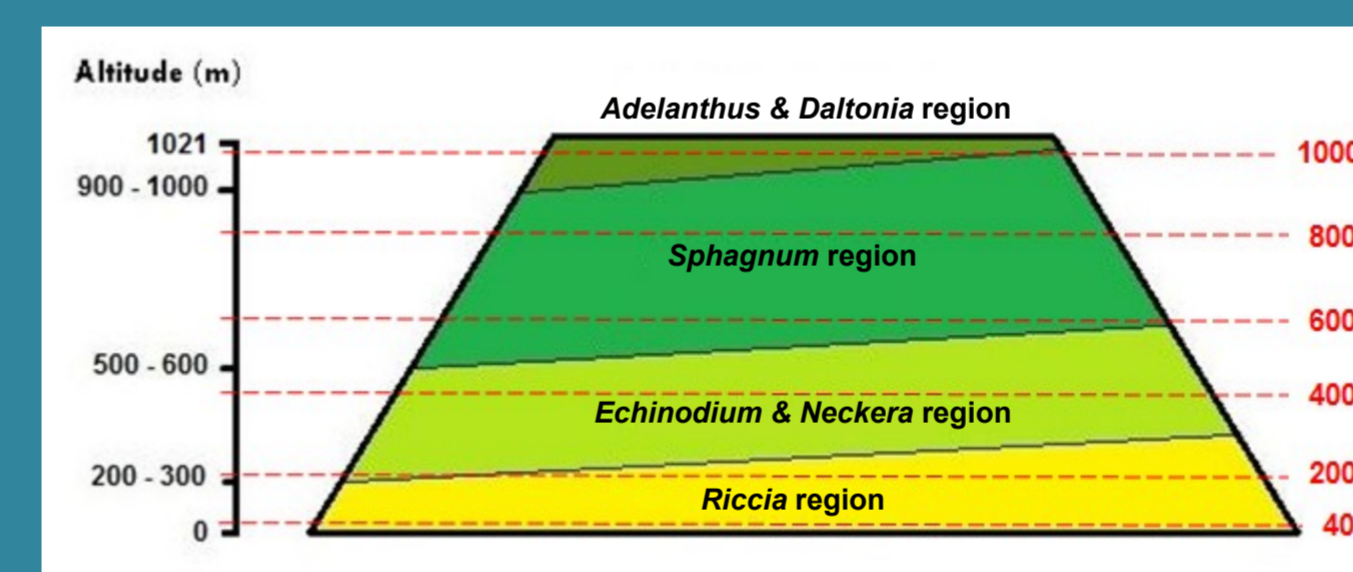 Altitude (m)
Adelanthus & Daltonia region
1021
1000
900 - 1000
800
Sphagnum region
600
500 - 600
400
Echinodium & Neckera region
200 - 300
200
Riccia region
40
0